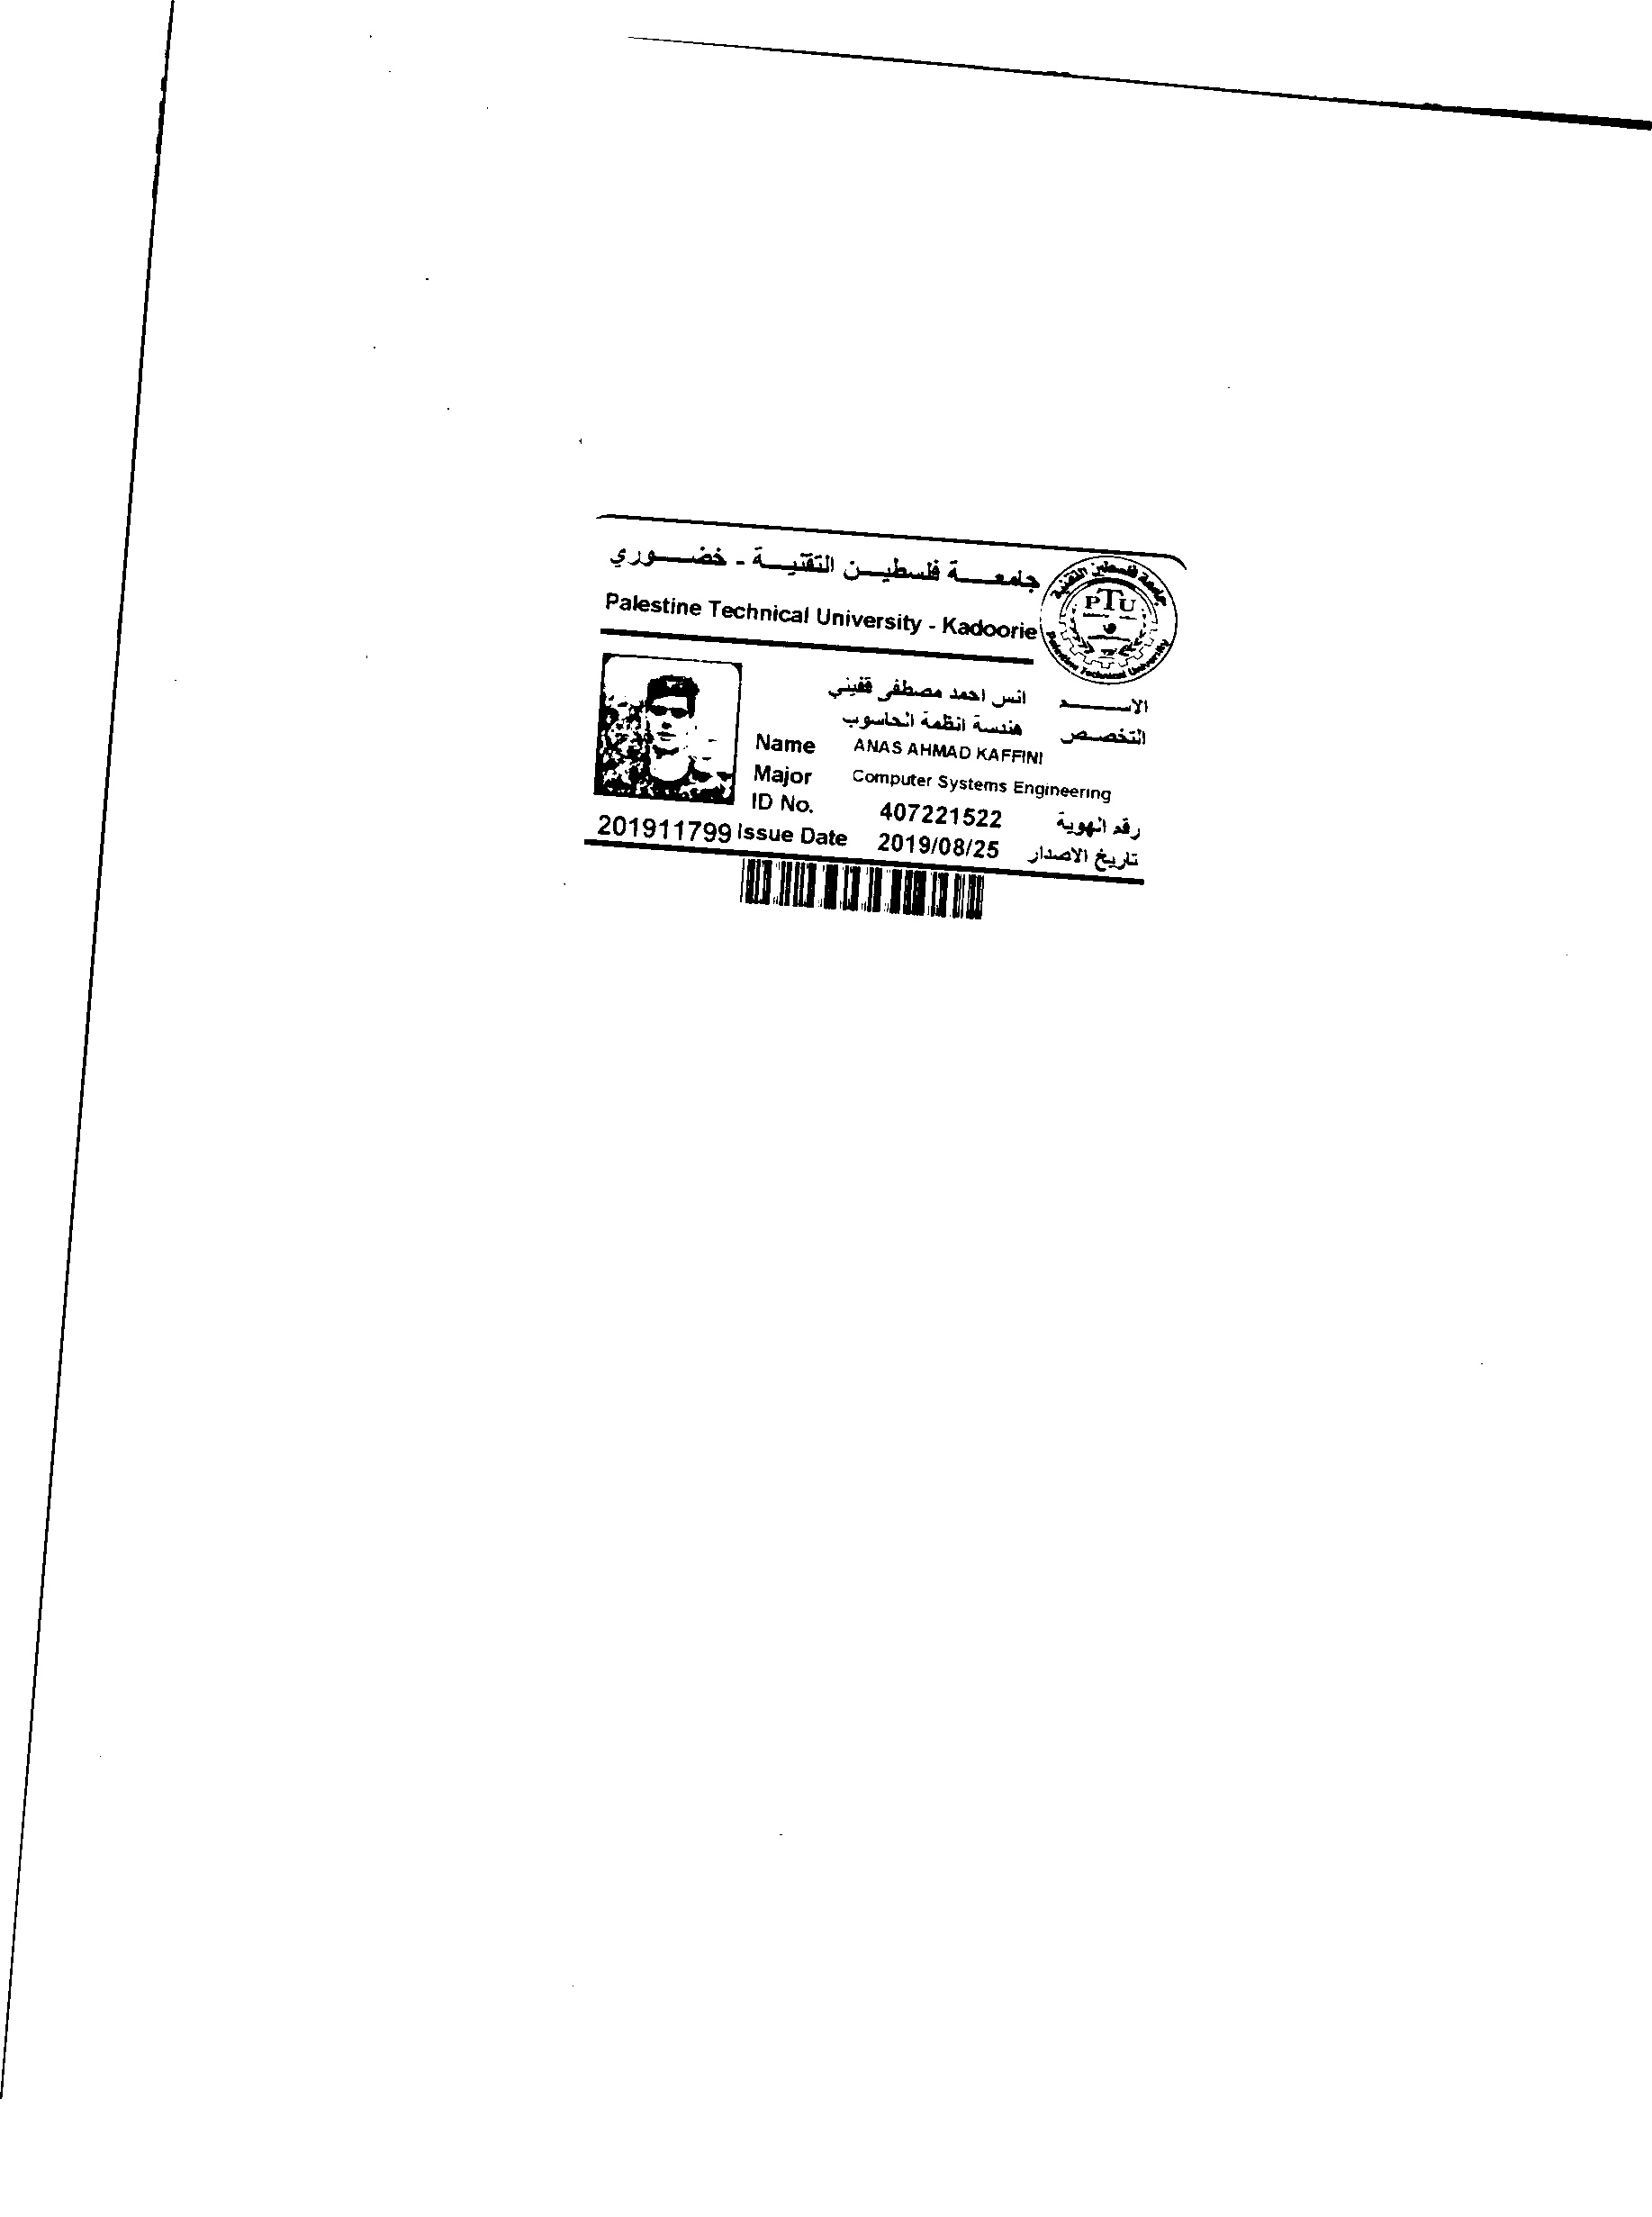 جامعـــة فلسطيـــن التقنيـــة - خضـــوري
Palestine Technical University - Kadoorie
جامعة فلسطين التقنية
PTU
Palestine Technical University
الاســـــم انس احمد مصطفى قفيني
التخصـص هندسة انظمة الحاسوب
Name ANAS AHMAD KAFFINI
Major Computer Systems Engineering
ID No. 407221522 رقم الهوية
201911799 Issue Date 2019/08/25 تاريخ الاصدار